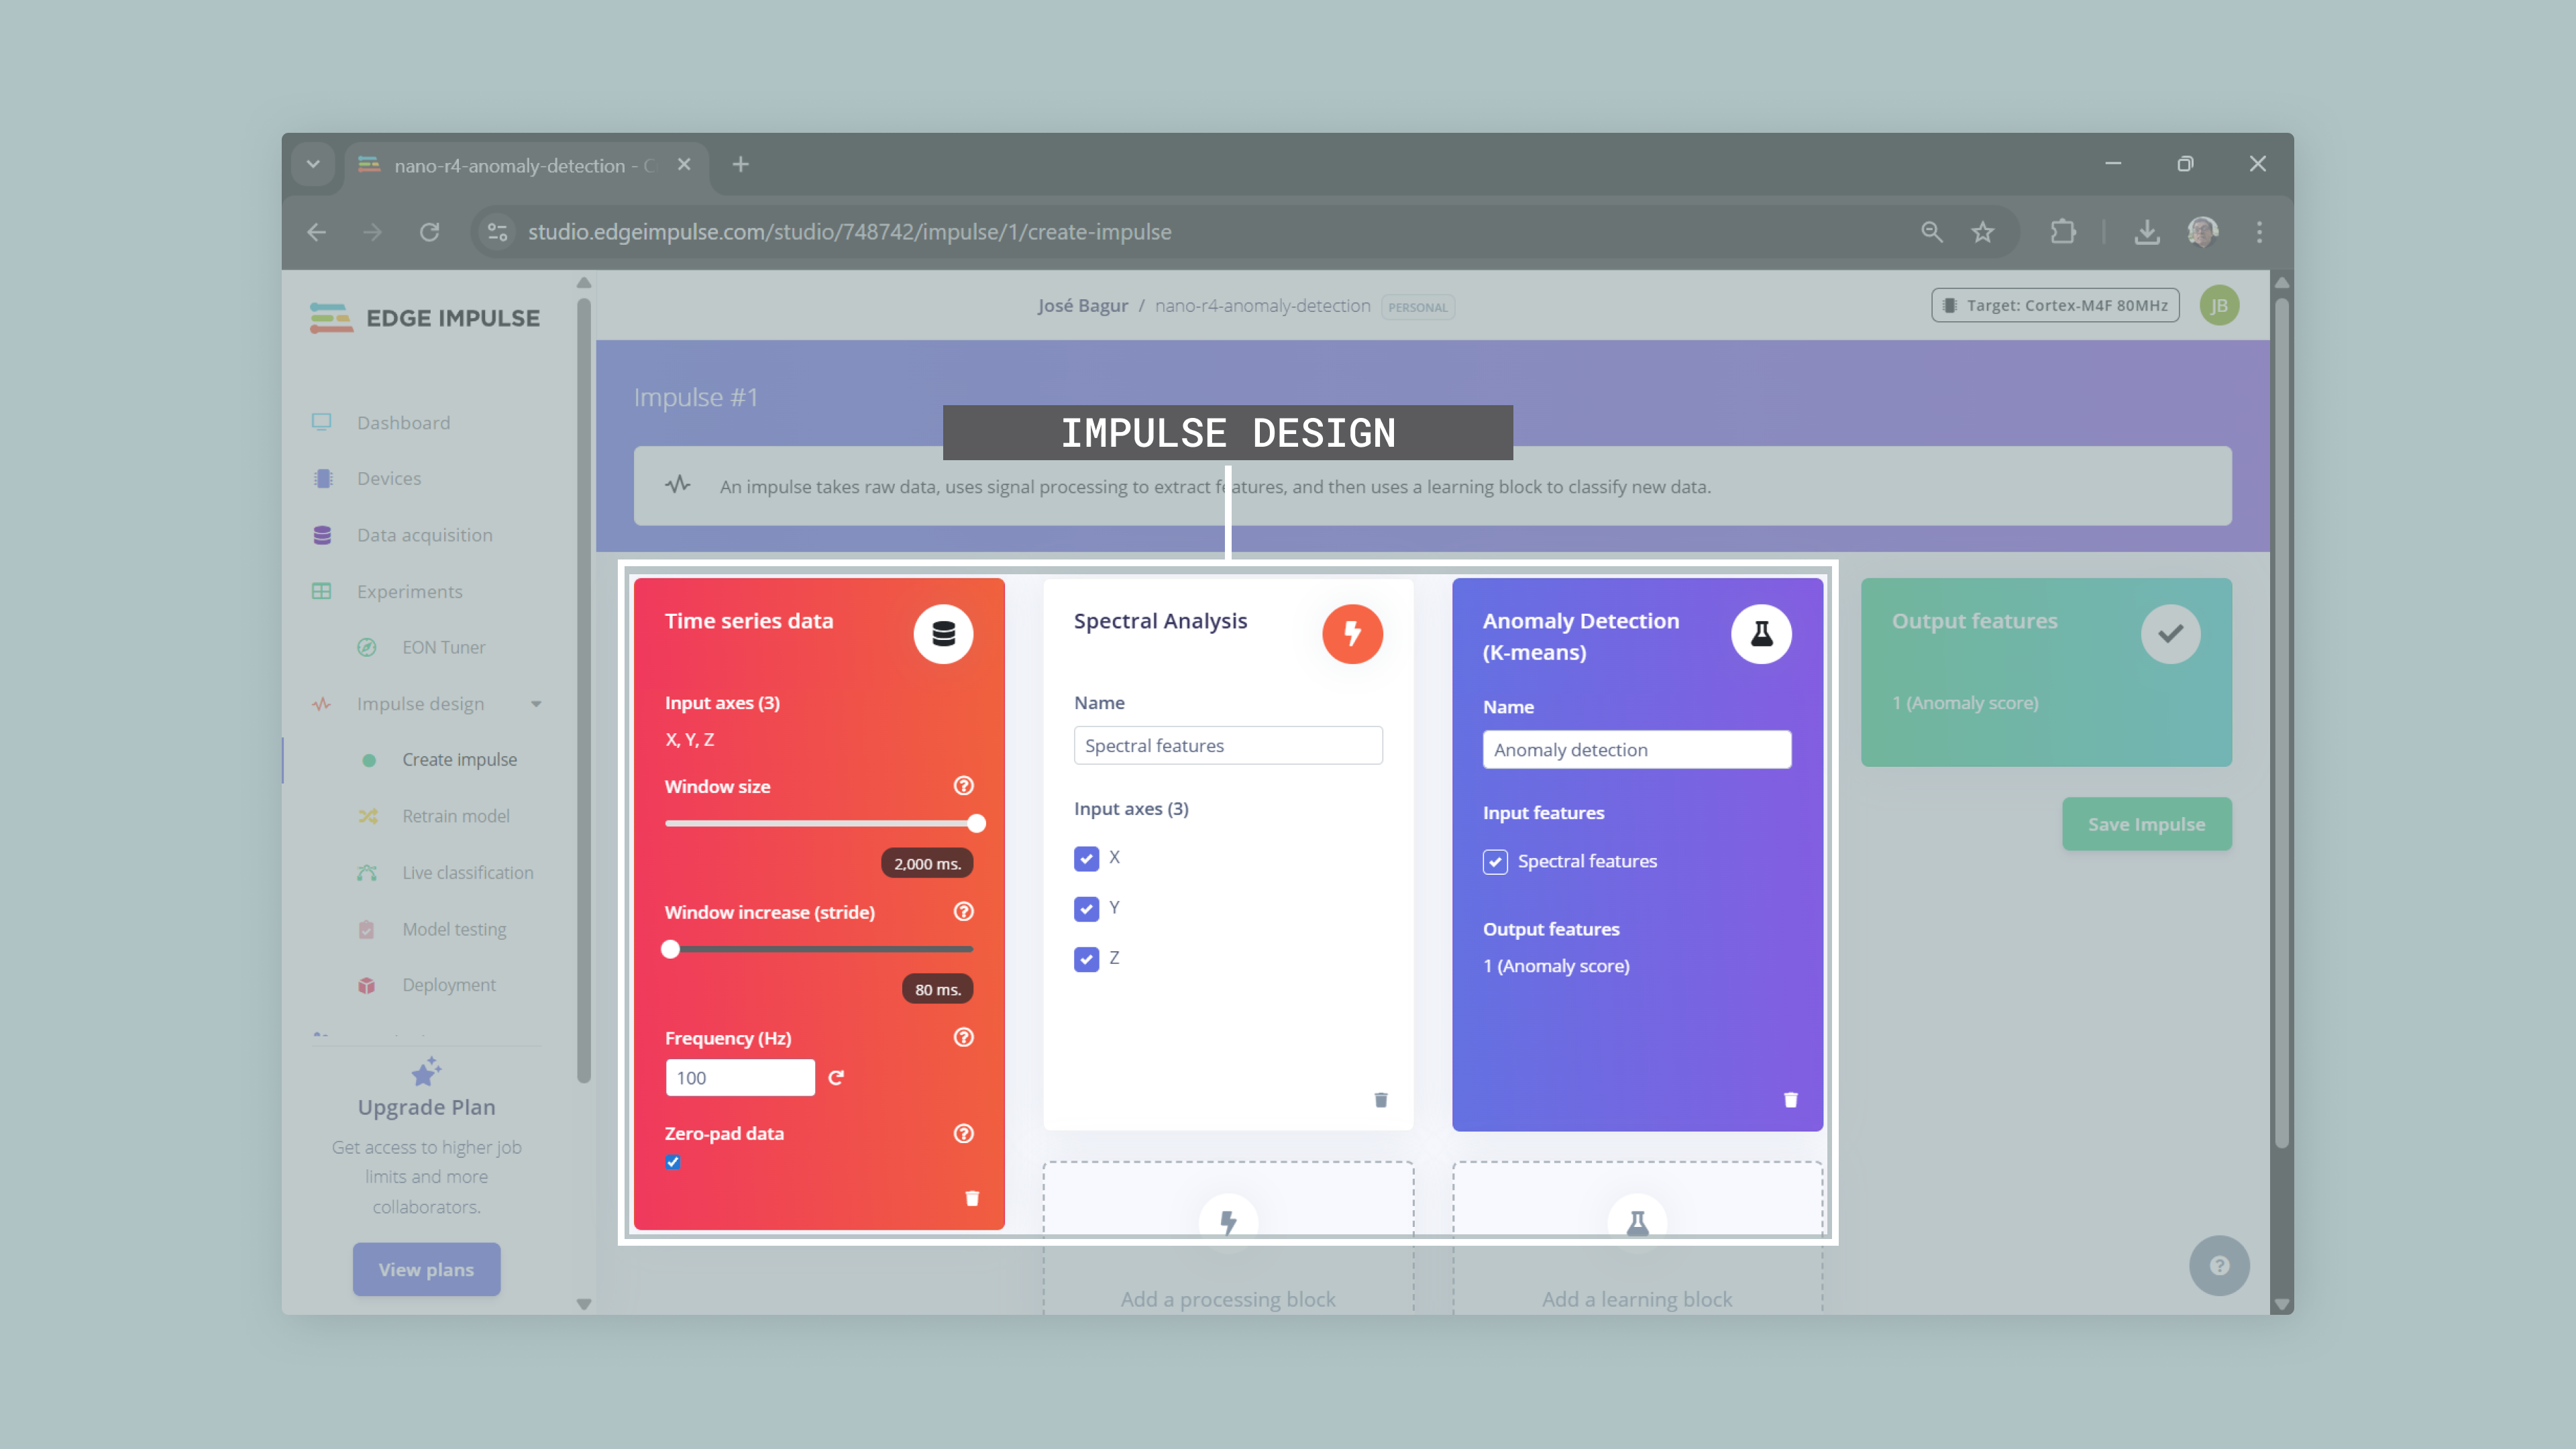 nano-r4-anomaly-detection -
studio.edgeimpulse.com/studio/748742/impulse/1/create-impulse
EDGE IMPULSE
José Bagur / nano-r4-anomaly-detection PERSONAL
Target: Cortex-M4F 80MHz
JB
Dashboard
Devices
Data acquisition
Experiments
EON Tuner
Impulse design
Create impulse
Retrain model
Live classification
Model testing
Deployment
Upgrade Plan
Get access to higher job
limits and more
collaborators.
View plans
Impulse #1
IMPULSE DESIGN
An impulse takes raw data, uses signal processing to extract features, and then uses a learning block to classify new data.
Time series data
Input axes (3)
X, Y, Z
Window size
2,000 ms.
Window increase (stride)
80 ms.
Frequency (Hz)
100
Zero-pad data
Spectral Analysis
Name
Spectral features
Input axes (3)
X
Y
Z
Add a processing block
Anomaly Detection
(K-means)
Name
Anomaly detection
Input features
Spectral features
Output features
1 (Anomaly score)
Add a learning block
Output features
1 (Anomaly score)
Save Impulse